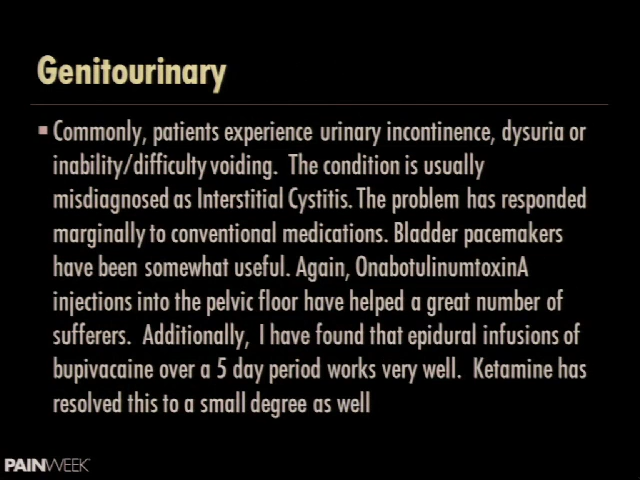 Genitourinary
Commonly, patients experience urinary incontinence, dysuria or
inability/difficulty voiding. The condition is usually
misdiagnosed as Interstitial Cystitis. The problem has responded
marginally to conventional medications. Bladder pacemakers
have been somewhat useful. Again, OnabotulinumtoxinA
injections into the pelvic floor have helped a great number of
sufferers. Additionally, I have found that epidural infusions of
bupivacaine over a 5 day period works very well. Ketamine has
resolved this to a small degree as well
PAINWEEK